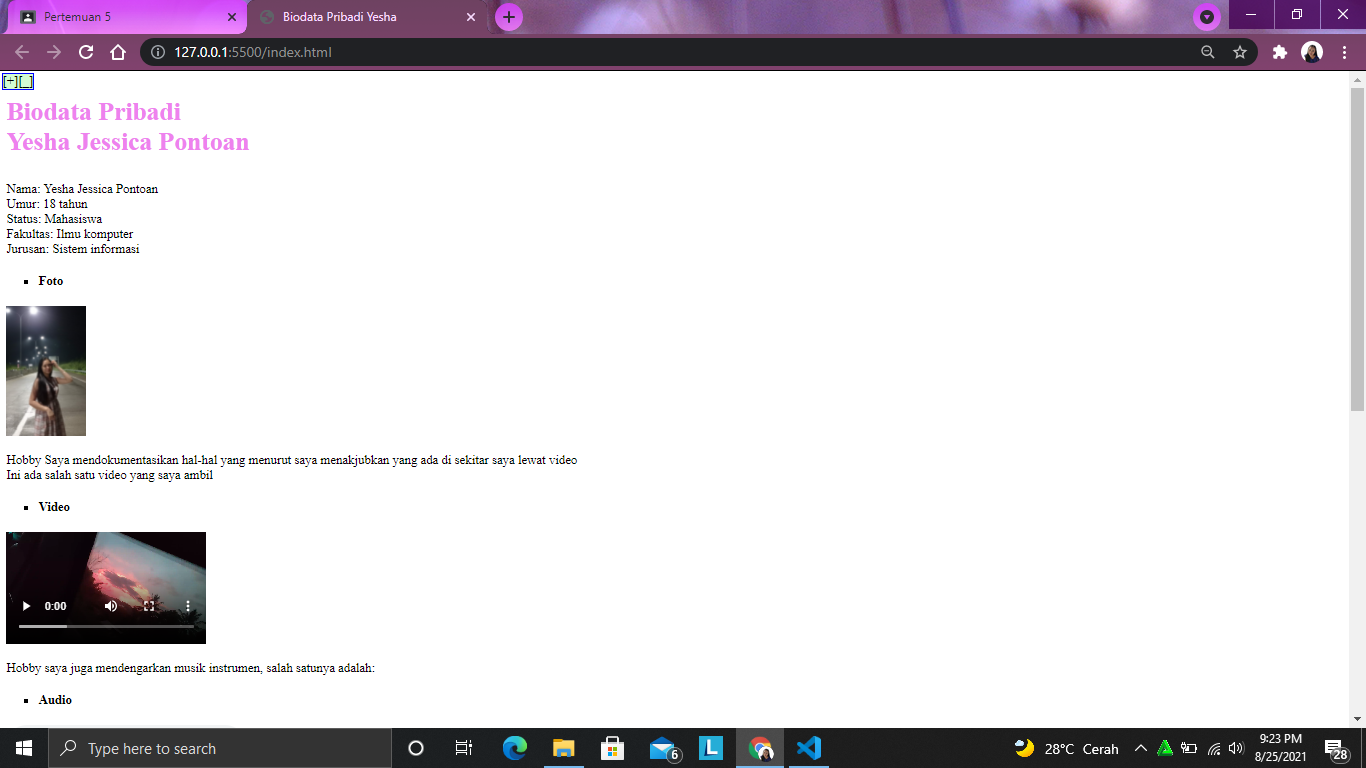 Pertemuan 5
Biodata Pribadi Yesha
127.0.0.1:5500/index.html
[+][_]
Biodata Pribadi
Yesha Jessica Pontoan
Nama: Yesha Jessica Pontoan
Umur: 18 tahun
Status: Mahasiswa
Fakultas: Ilmu komputer
Jurusan: Sistem informasi
Foto
Hobby Saya mendokumentasikan hal-hal yang menurut saya menakjubkan yang ada di sekitar saya lewat video
Ini ada salah satu video yang saya ambil
Video
0:00
Hobby saya juga mendengarkan musik instrumen, salah satunya adalah:
Audio
Type here to search
6
L
28°C Cerah
9:23 PM
8/25/2021
28